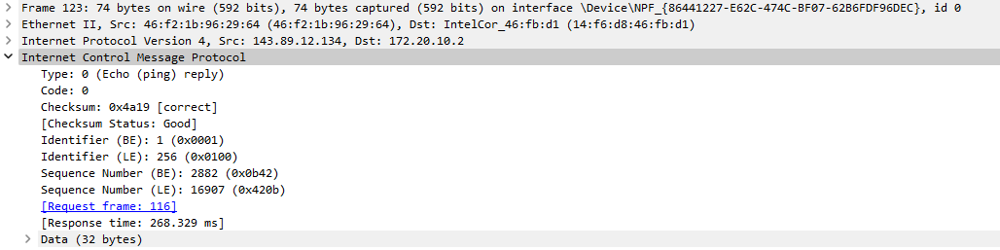 Frame 123: 74 bytes on wire (592 bits), 74 bytes captured (592 bits) on interface \Device\NPF_{86441227-E62C-474C-BF07-62B6FDF96DEC}, id 0
Ethernet II, Src: 46:f2:1b:96:29:64 (46:f2:1b:96:29:64), Dst: IntelCor_46:fb:d1 (14:f6:d8:46:fb:d1)
Internet Protocol Version 4, Src: 143.89.12.134, Dst: 172.20.10.2
Internet Control Message Protocol
Type: 0 (Echo (ping) reply)
Code: 0
Checksum: 0x4a19 [correct]
[Checksum Status: Good]
Identifier (BE): 1 (0x0001)
Identifier (LE): 256 (0x0100)
Sequence Number (BE): 2882 (0x0b42)
Sequence Number (LE): 16907 (0x420b)
[Request frame: 116]
[Response time: 268.329 ms]
Data (32 bytes)